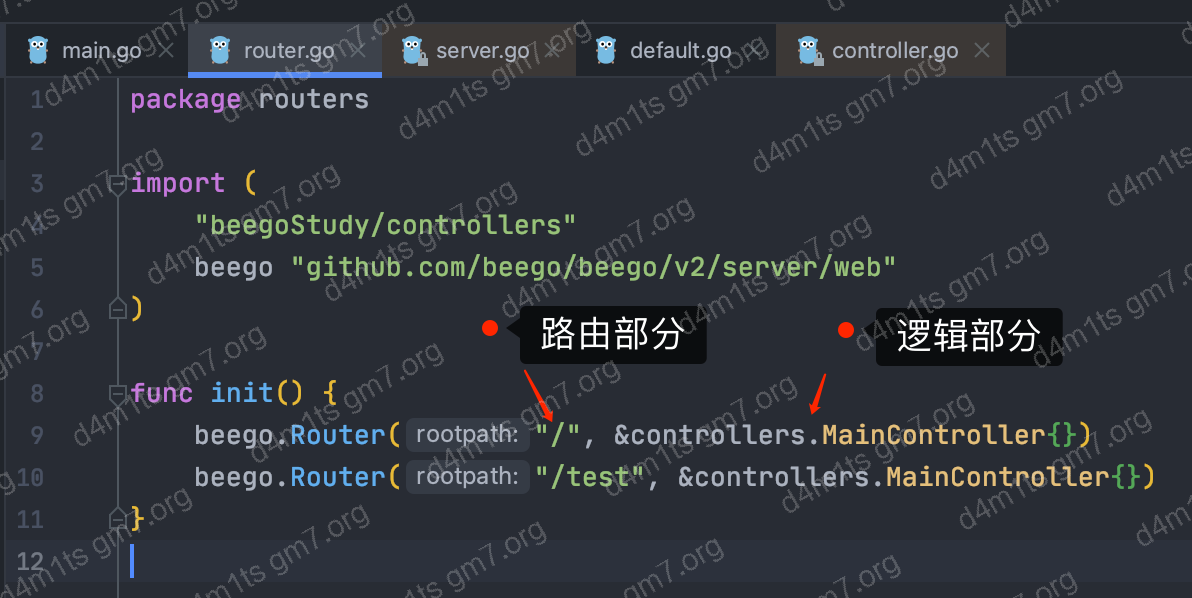 main.go router.go server.go default.go controller.go
1 package routers
2
3 import (
4 "beegoStudy/controllers"
5 beego "github.com/beego/beego/v2/server/web"
6 )
路由部分 逻辑部分
7
8 func init() {
9 beego.Router( rootpath: "/", &controllers.MainController{})
10 beego.Router( rootpath: "/test", &controllers.MainController{})
11 }
12
d4m1ts gm7.org